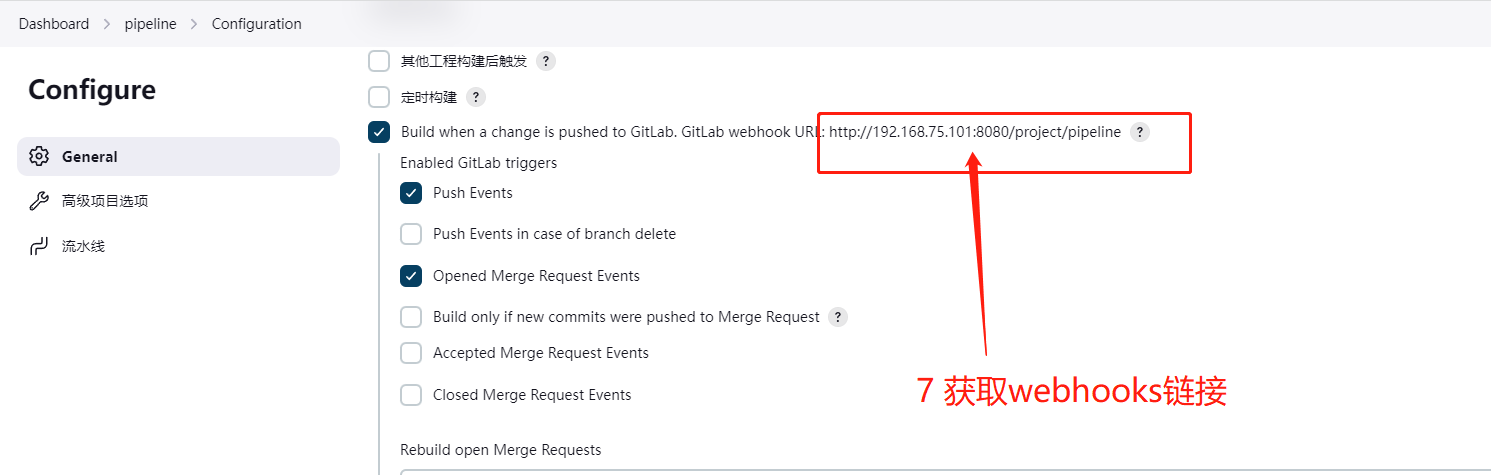 Dashboard > pipeline > Configuration
Configure
General
高级项目选项
流水线
其他工程构建后触发 ?
定时构建 ?
Build when a change is pushed to GitLab. GitLab webhook URL: http://192.168.75.101:8080/project/pipeline ?
Enabled GitLab triggers
Push Events
Push Events in case of branch delete
Opened Merge Request Events
Build only if new commits were pushed to Merge Request ?
Accepted Merge Request Events
Closed Merge Request Events
Rebuild open Merge Requests
7 获取webhooks链接